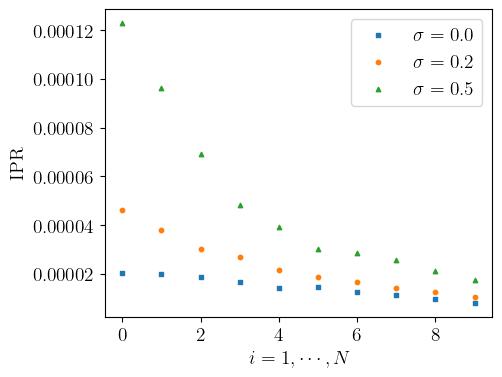 0.00012
0.00010
0.00008
0.00006
0.00004
0.00002
IPR
σ = 0.0
σ = 0.2
σ = 0.5
0 2 4 6 8
i = 1, ⋯ , N